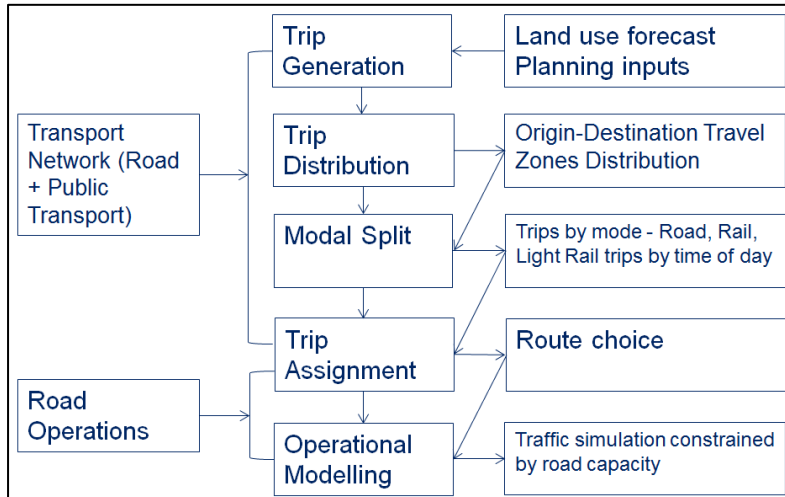 Trip
Generation
Land use forecast
Planning inputs
Transport
Network (Road
+ Public
Transport)
Trip
Distribution
Origin-Destination Travel
Zones Distribution
Modal Split
Trips by mode - Road, Rail,
Light Rail trips by time of day
Trip
Assignment
Route choice
Road
Operations
Operational
Modelling
Traffic simulation constrained
by road capacity